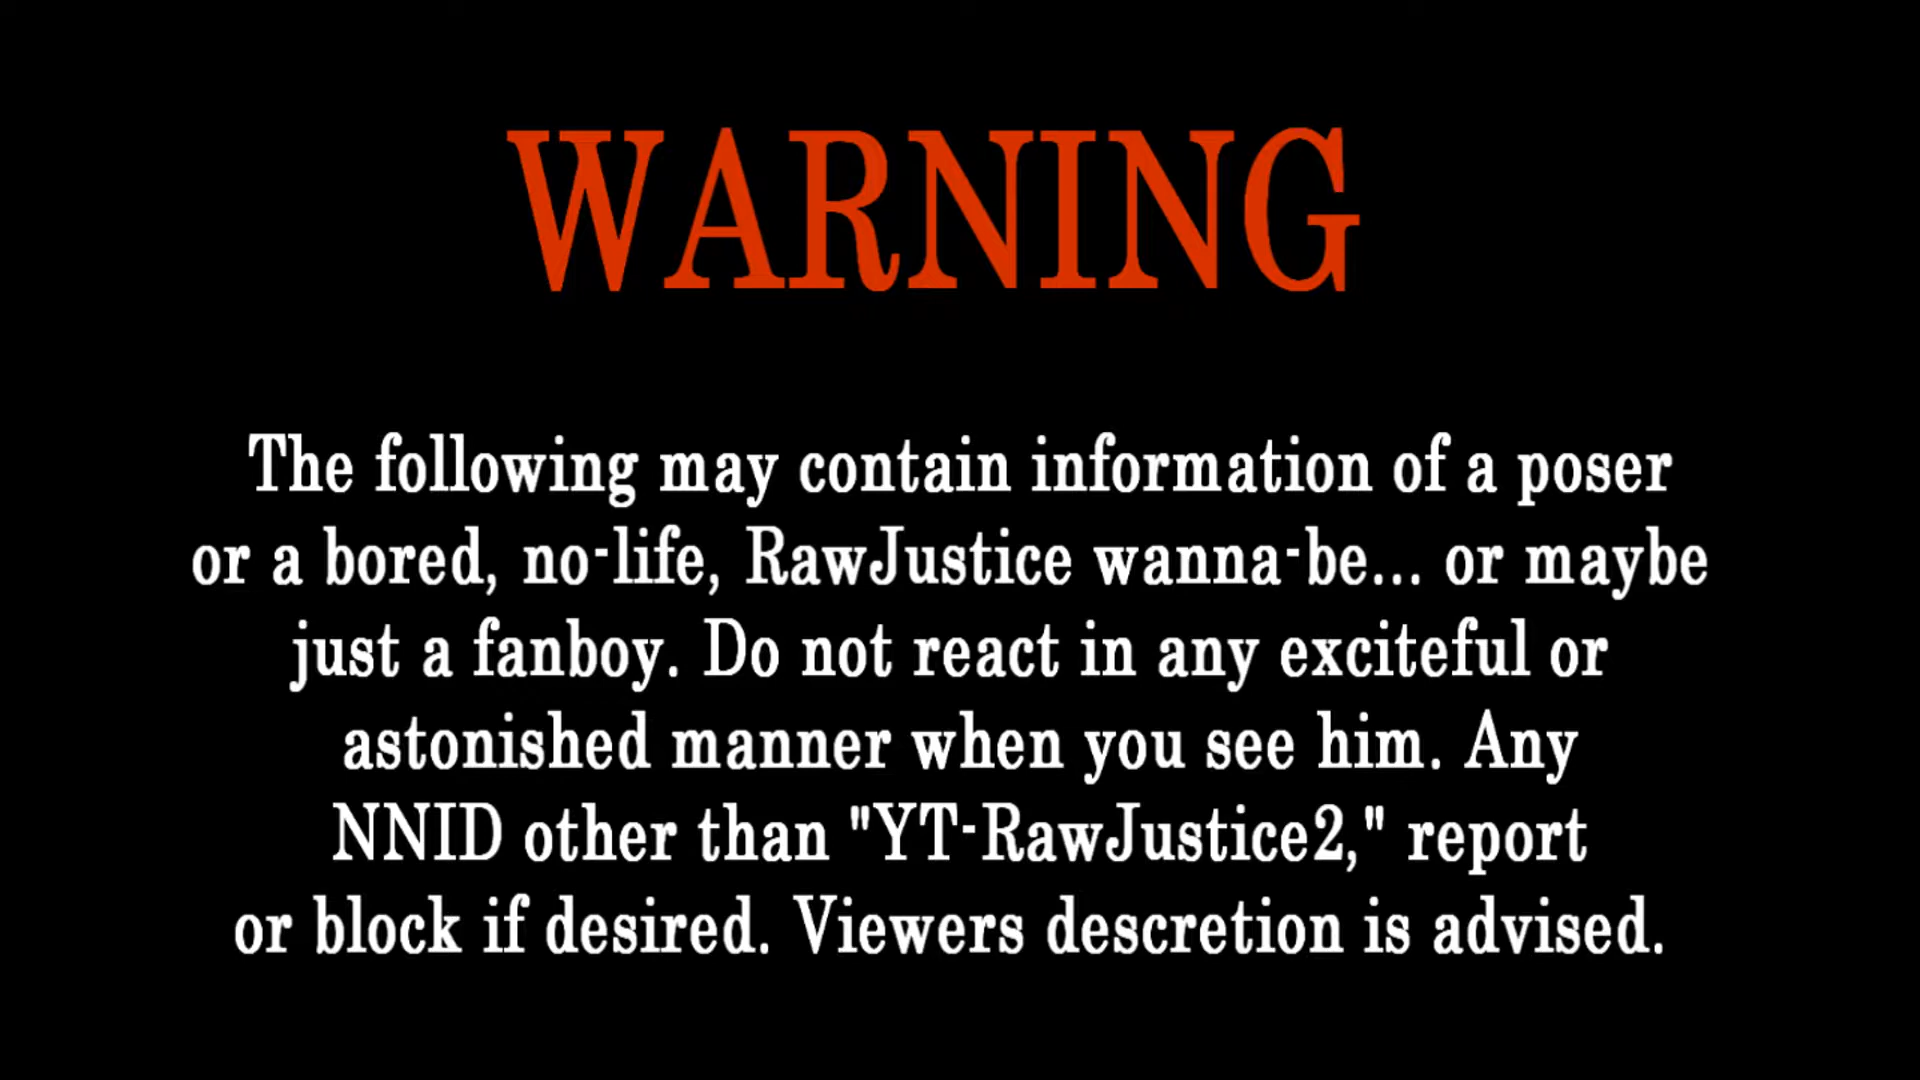 WARNING
The following may contain information of a poser
or a bored, no-life, RawJustice wanna-be... or maybe
just a fanboy. Do not react in any exciteful or
astonished manner when you see him. Any
NNID other than "YT-RawJustice2," report
or block if desired. Viewers descretion is advised.